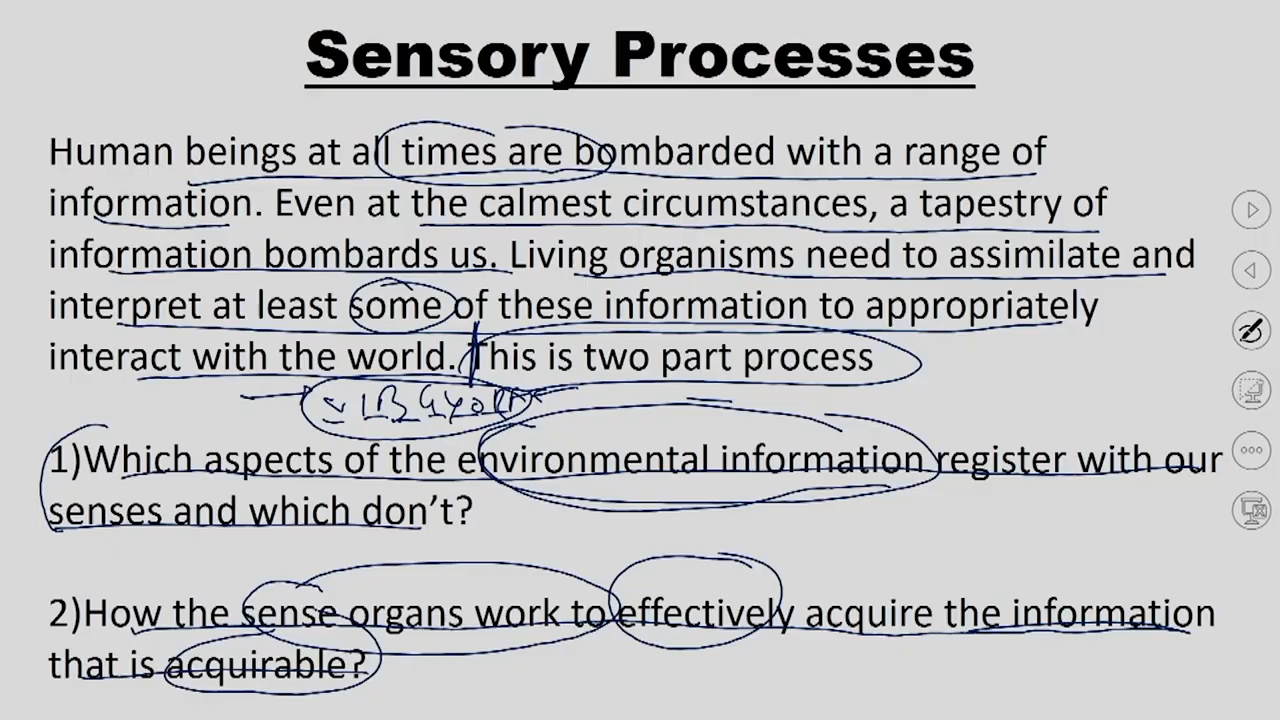 Sensory Processes
Human beings at all times are bombarded with a range of
information. Even at the calmest circumstances, a tapestry of
information bombards us. Living organisms need to assimilate and
interpret at least some of these information to appropriately
interact with the world. This is two part process
1)Which aspects of the environmental information register with our
senses and which don’t?
2)How the sense organs work to effectively acquire the information
that is acquirable?